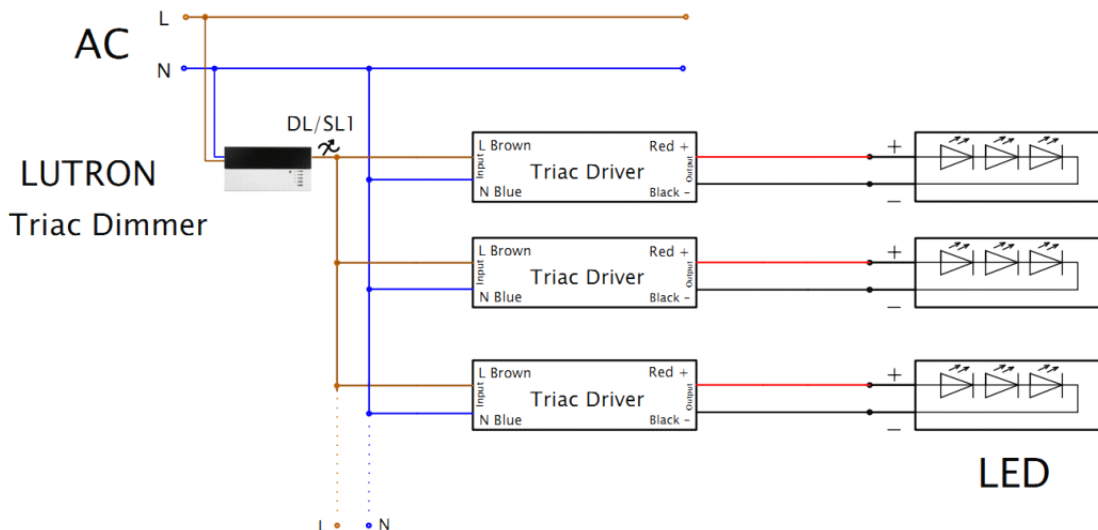 L
AC
N
DL/SL1
LUTRON
Triac Dimmer
L Brown
Red +
Input
Triac Driver
Output
N Blue
Black -
+
—
L Brown
Red +
Input
Triac Driver
Output
N Blue
Black -
+
—
L Brown
Red +
Input
Triac Driver
Output
N Blue
Black -
+
—
LED
L
N